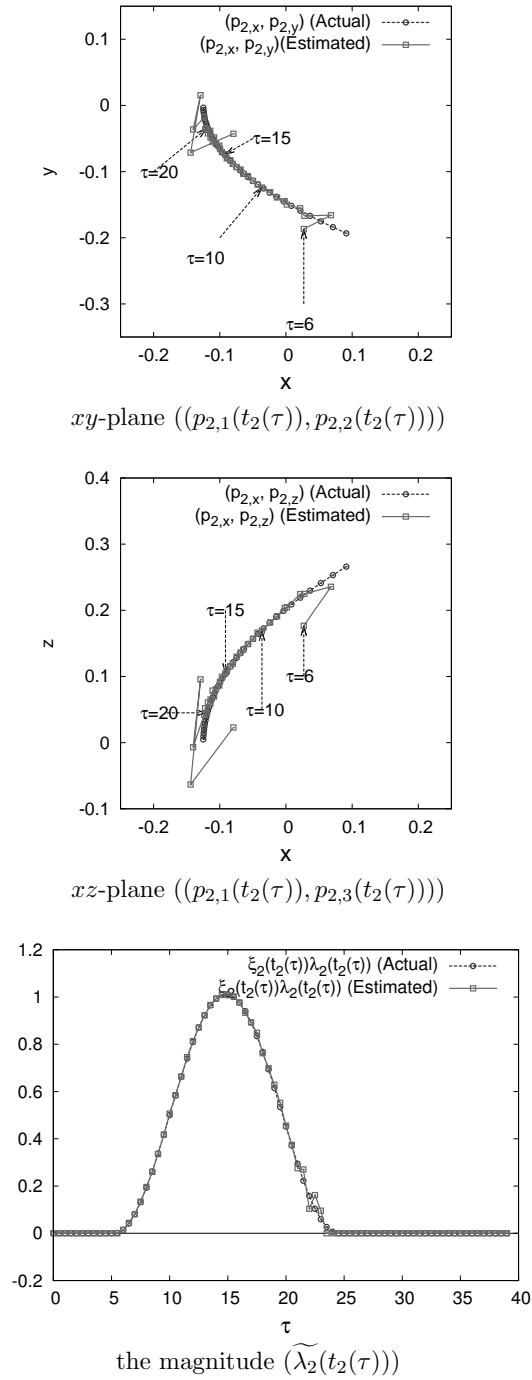 (p2,x, p2,y) (Actual)
(p2,x, p2,y)(Estimated)
0.1
0
-0.1
-0.2
-0.3
y
τ=15
τ=20
τ=10
τ=6
-0.2 -0.1 0 0.1 0.2
x
xy-plane ((p2,1(t2(τ)), p2,2(t2(τ))))
(p2,x, p2,z) (Actual)
(p2,x, p2,z) (Estimated)
0.4
0.3
0.2
0.1
0
-0.1
z
τ=15
τ=6
τ=20
τ=10
-0.2 -0.1 0 0.1 0.2
x
xz-plane ((p2,1(t2(τ)), p2,3(t2(τ))))
ξ2(t2(τ))λ2(t2(τ)) (Actual)
ξ2(t2(τ))λ2(t2(τ)) (Estimated)
1.2
1
0.8
0.6
0.4
0.2
0
-0.2
0 5 10 15 20 25 30 35 40
τ
the magnitude (λ̃2(t2(τ)))